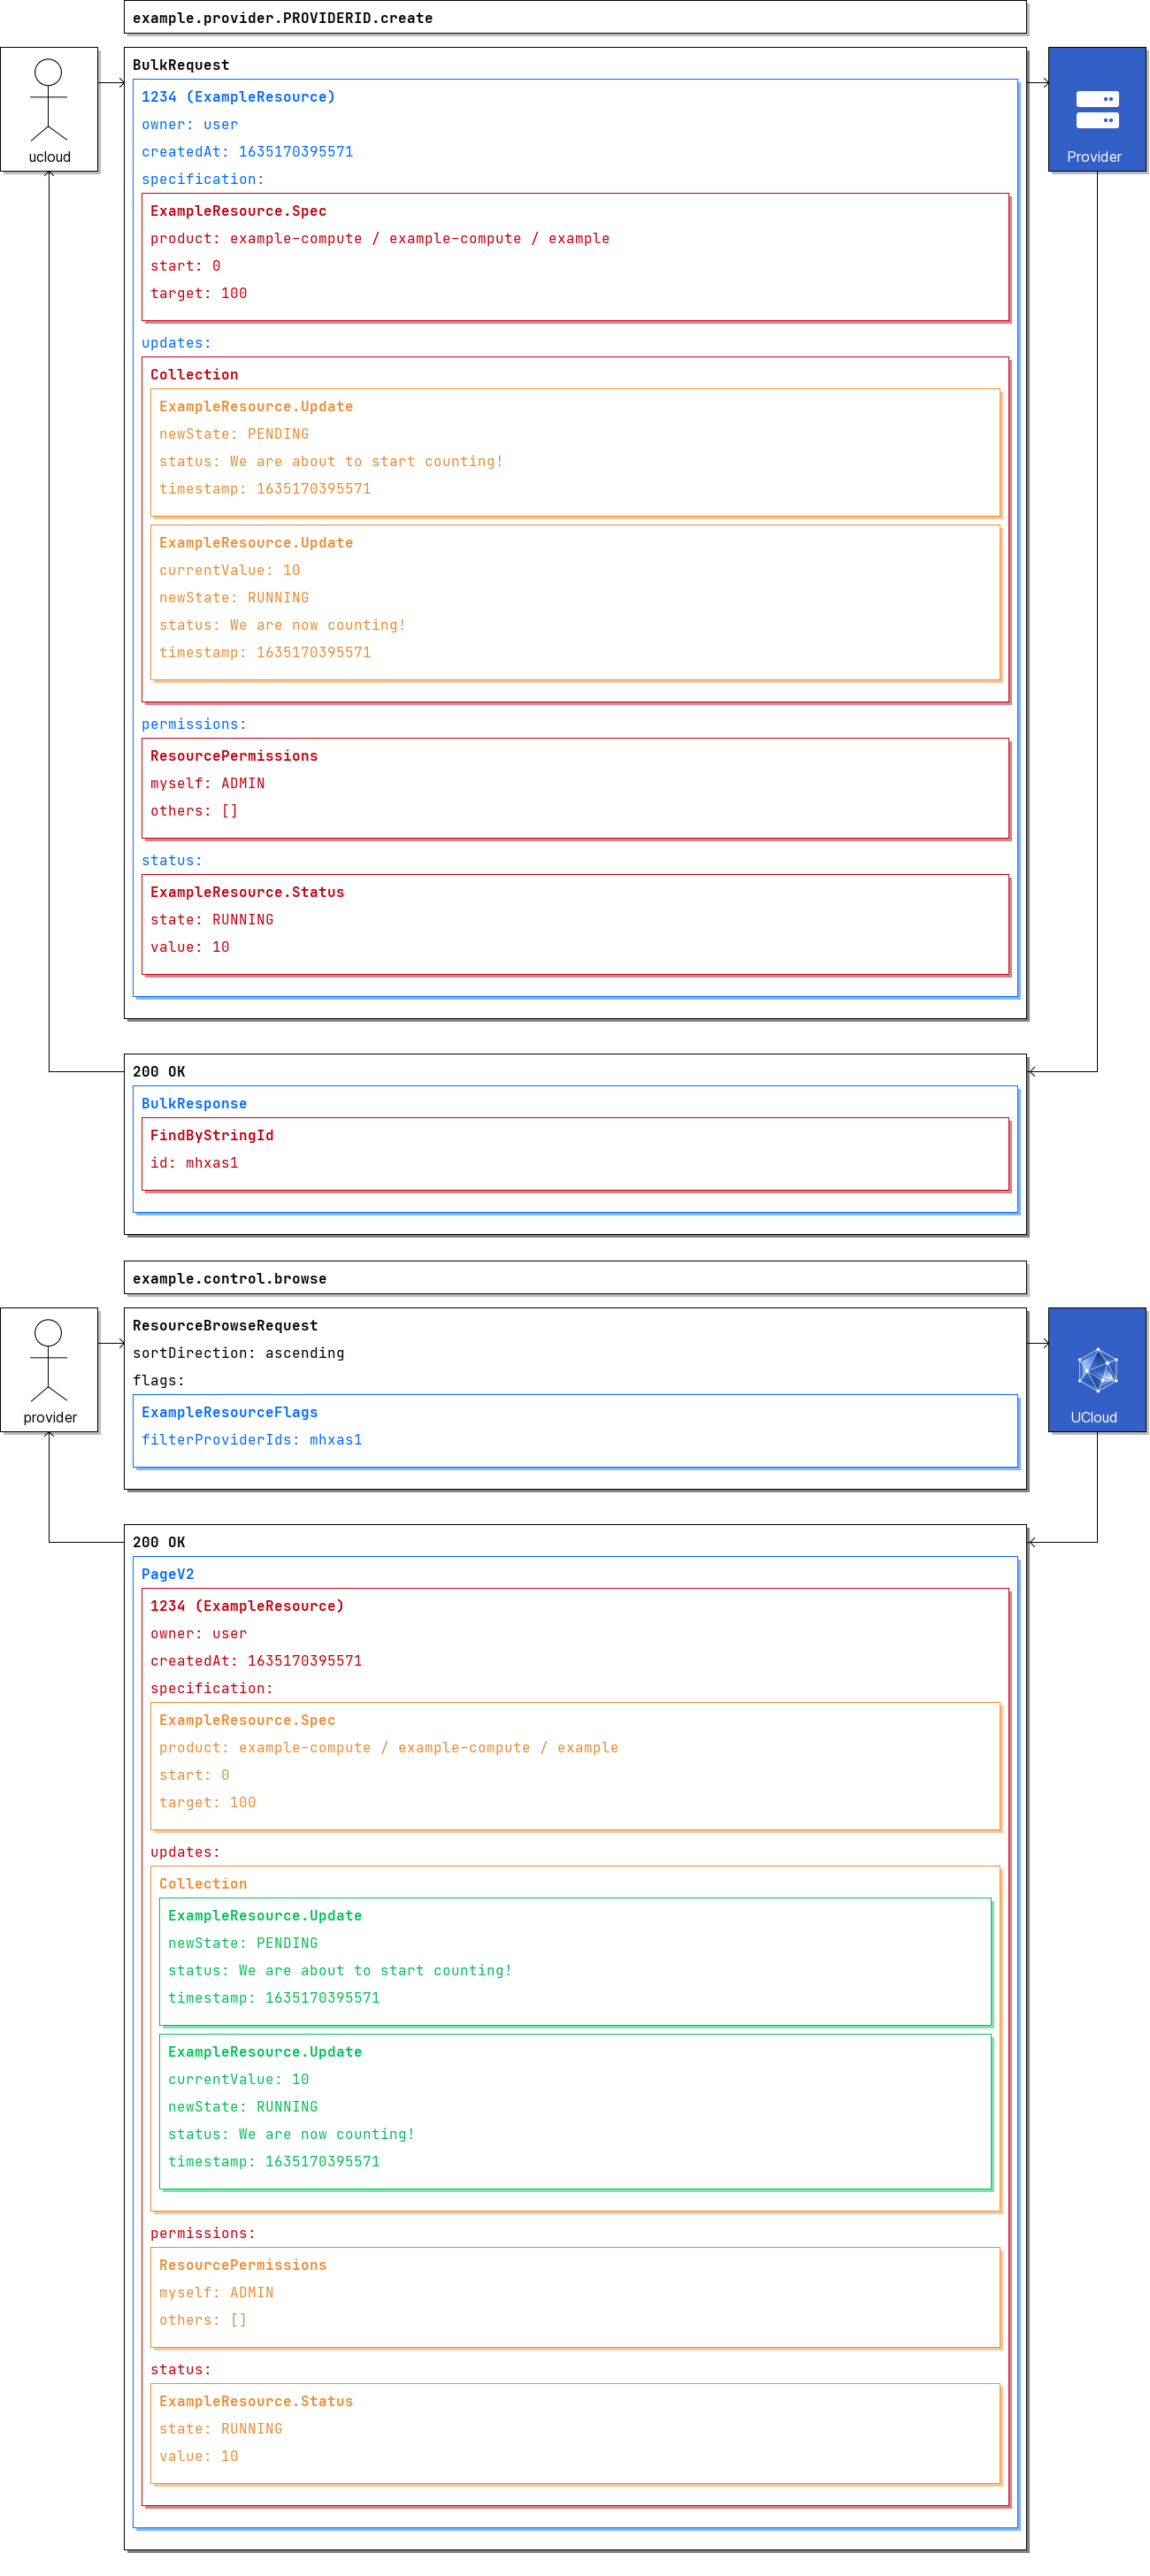 example.provider.PROVIDERID.create
ucloud
BulkRequest
1234 (ExampleResource)
owner: user
createdAt: 1635170395571
specification:
ExampleResource.Spec
product: example-compute / example-compute / example
start: 0
target: 100
updates:
Collection
ExampleResource.Update
newState: PENDING
status: We are about to start counting!
timestamp: 1635170395571
ExampleResource.Update
currentValue: 10
newState: RUNNING
status: We are now counting!
timestamp: 1635170395571
permissions:
ResourcePermissions
myself: ADMIN
others: []
status:
ExampleResource.Status
state: RUNNING
value: 10
Provider
200 OK
BulkResponse
FindByStringId
id: mhxas1
example.control.browse
provider
ResourceBrowseRequest
sortDirection: ascending
flags:
ExampleResourceFlags
filterProviderIds: mhxas1
UCloud
200 OK
PageV2
1234 (ExampleResource)
owner: user
createdAt: 1635170395571
specification:
ExampleResource.Spec
product: example-compute / example-compute / example
start: 0
target: 100
updates:
Collection
ExampleResource.Update
newState: PENDING
status: We are about to start counting!
timestamp: 1635170395571
ExampleResource.Update
currentValue: 10
newState: RUNNING
status: We are now counting!
timestamp: 1635170395571
permissions:
ResourcePermissions
myself: ADMIN
others: []
status:
ExampleResource.Status
state: RUNNING
value: 10